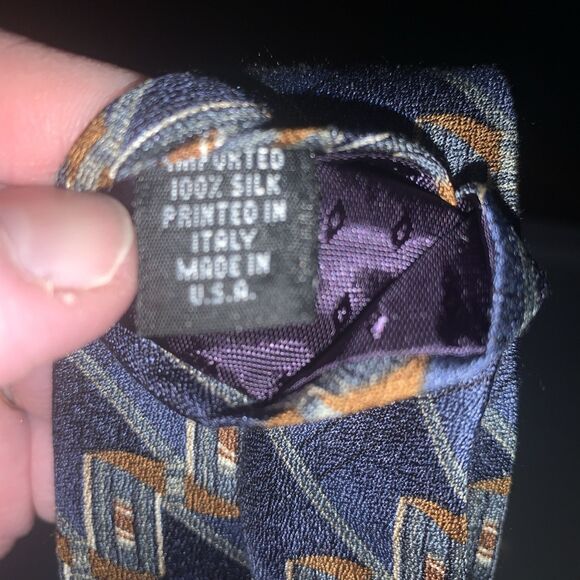 IMPORTED
100% SILK
PRINTED IN
ITALY
MADE IN
U.S.A.